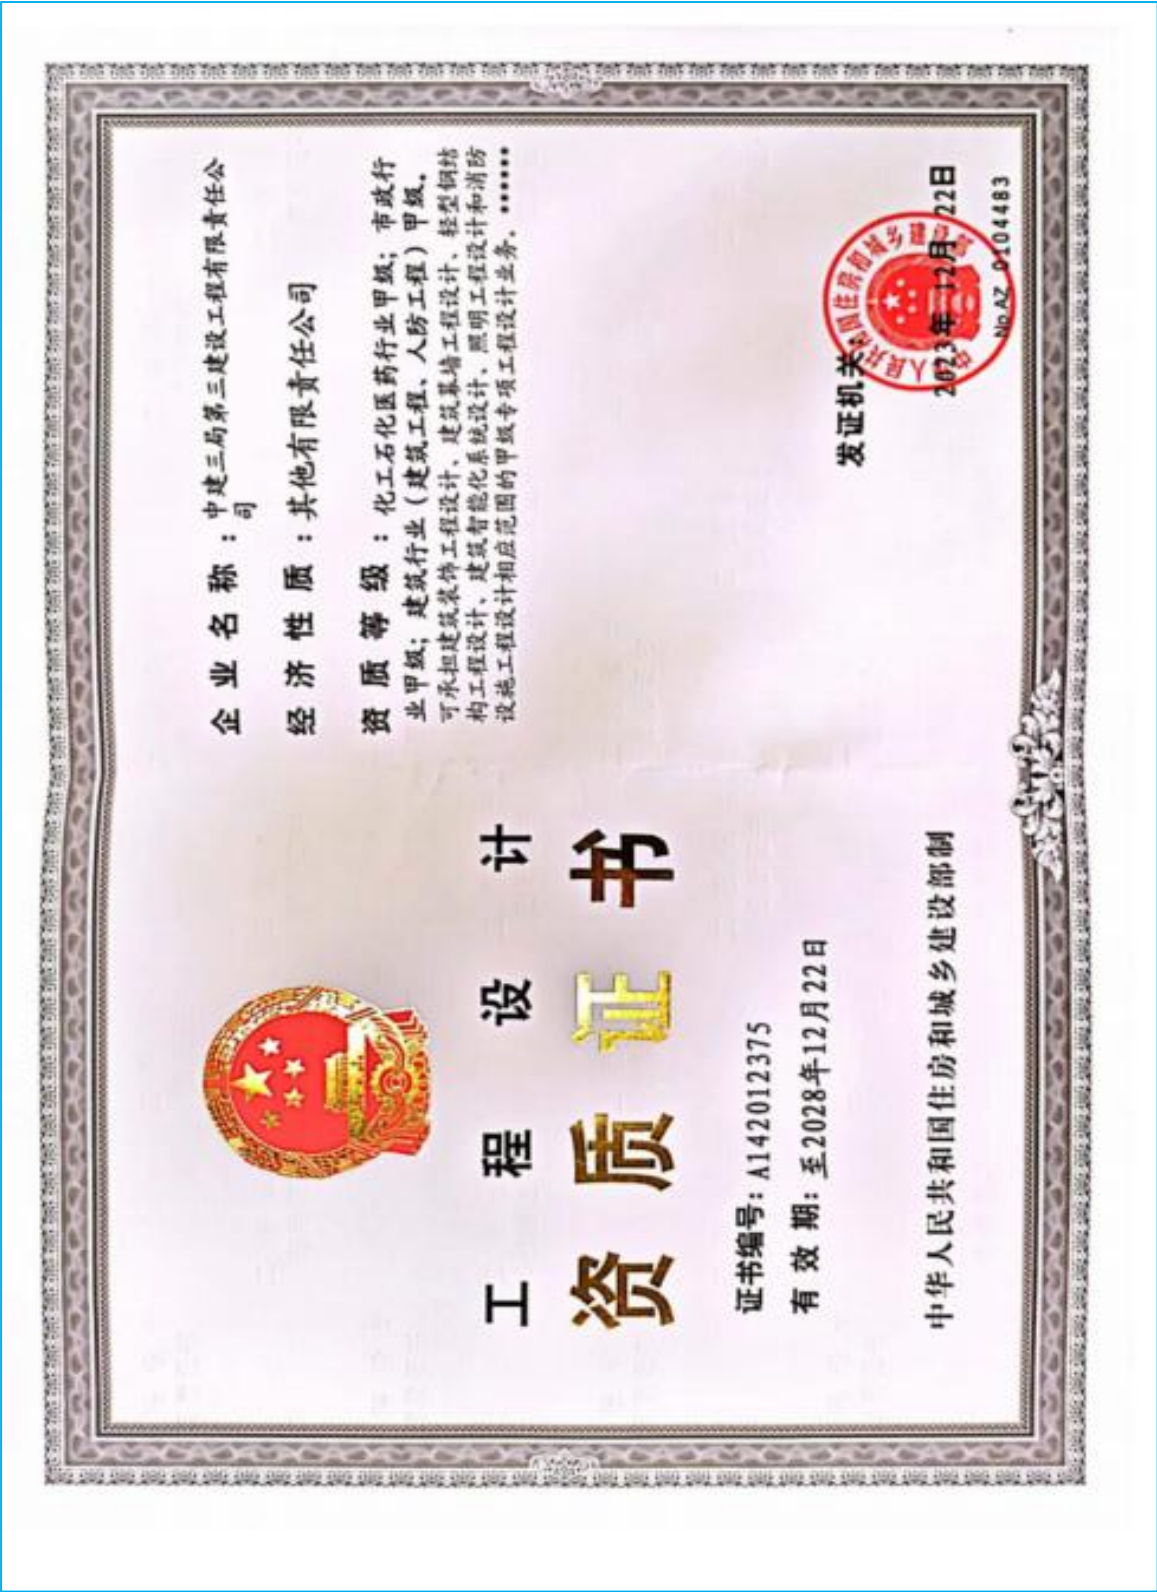 工程设计
资质证书
证书编号：A142012375
有效期：至2028年12月22日
中华人民共和国住房和城乡建设部制
企业名称：中建三局第三建设工程有限责任公
司
经济性质：其他有限责任公司
资质等级：化工石化医药行业甲级；市政行
业甲级；建筑行业（建筑工程、人防工程）甲级。
可承担建筑装饰工程设计、建筑幕墙工程设计、轻型钢结
构工程设计、建筑智能化系统设计、照明工程设计和消防
设施工程设计相应范围的甲级专项工程设计业务。******
发证机关：
2023年12月22日
No.AZ 0104483